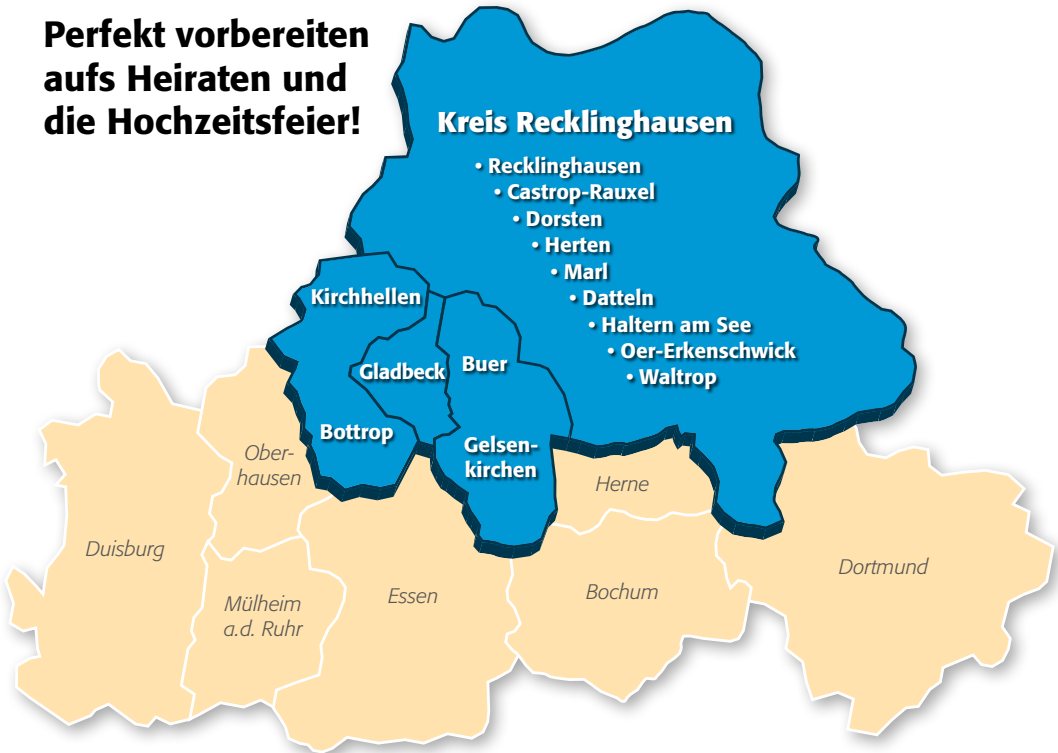 Perfekt vorbereiten
aufs Heiraten und
die Hochzeitsfeier!
Kreis Recklinghausen
• Recklinghausen
• Castrop-Rauxel
• Dorsten
• Herten
• Marl
• Datteln
• Haltern am See
• Oer-Erkenschwick
• Waltrop
Kirchhellen
Gladbeck
Buer
Bottrop
Gelsen-
kirchen
Ober-
hausen
Herne
Duisburg
Mülheim
a.d. Ruhr
Essen
Bochum
Dortmund